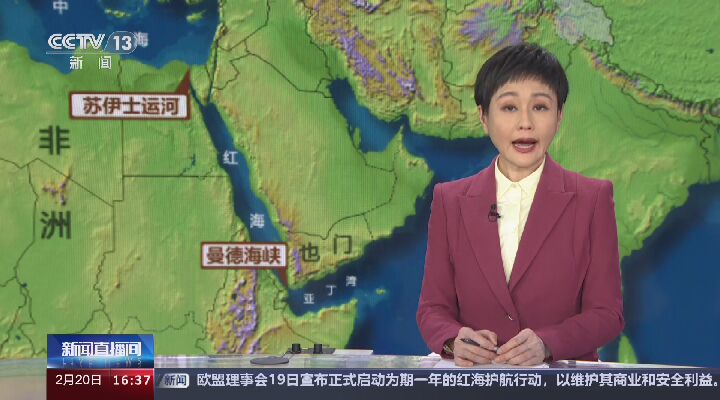 中
海
CCTV 13
新闻
苏伊士运河
非
洲
红
海
曼德海峡
也门
亚丁湾
新闻直播间
2月20日 16:37
新闻 欧盟理事会19日宣布正式启动为期一年的红海护航行动，以维护其商业和安全利益。